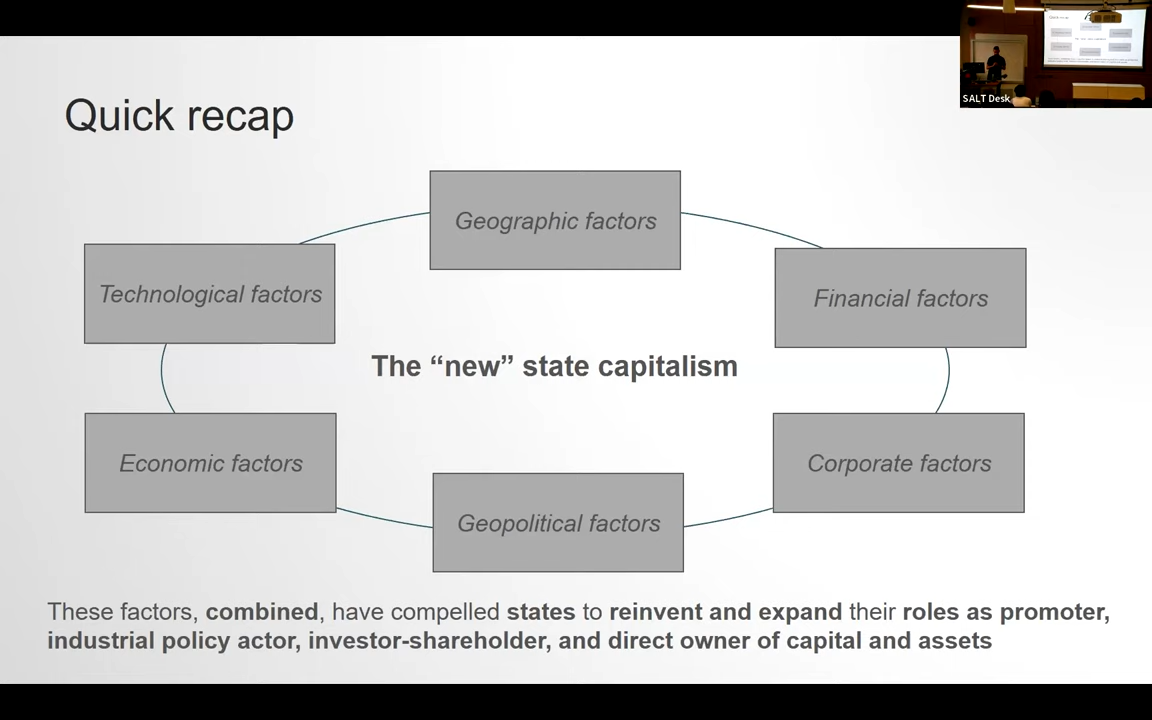 SALT Desk
Quick recap
Geographic factors
Technological factors
Financial factors
The “new” state capitalism
Economic factors
Corporate factors
Geopolitical factors
These factors, combined, have compelled states to reinvent and expand their roles as promoter,
industrial policy actor, investor-shareholder, and direct owner of capital and assets